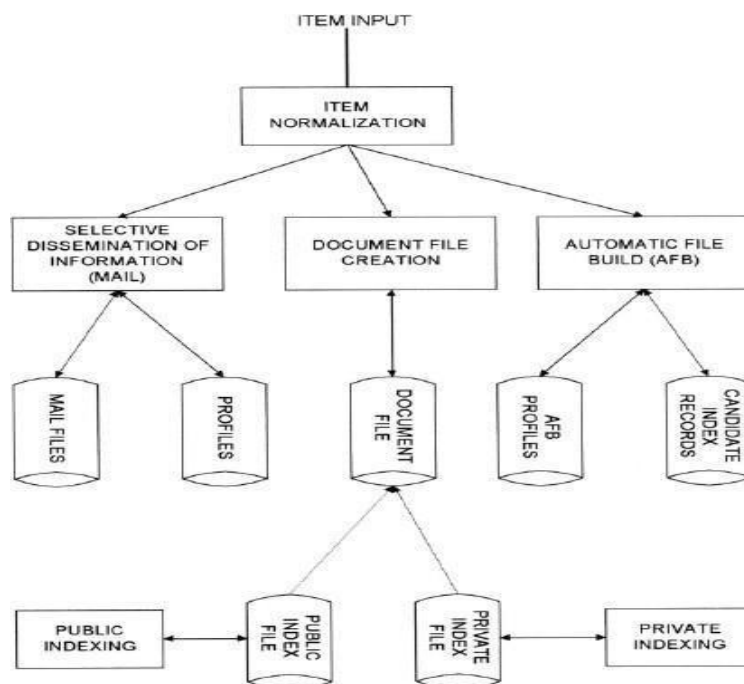 ITEM INPUT
ITEM
NORMALIZATION
SELECTIVE
DISSEMINATION OF
INFORMATION
(MAIL)
DOCUMENT FILE
CREATION
AUTOMATIC FILE
BUILD (AFB)
MAIL FILES
PROFILES
DOCUMENT
FILE
AFB
PROFILES
CANDIDATE
INDEX
RECORDS
PUBLIC
INDEXING
PUBLIC
INDEX
FILE
PRIVATE
INDEX
FILE
PRIVATE
INDEXING